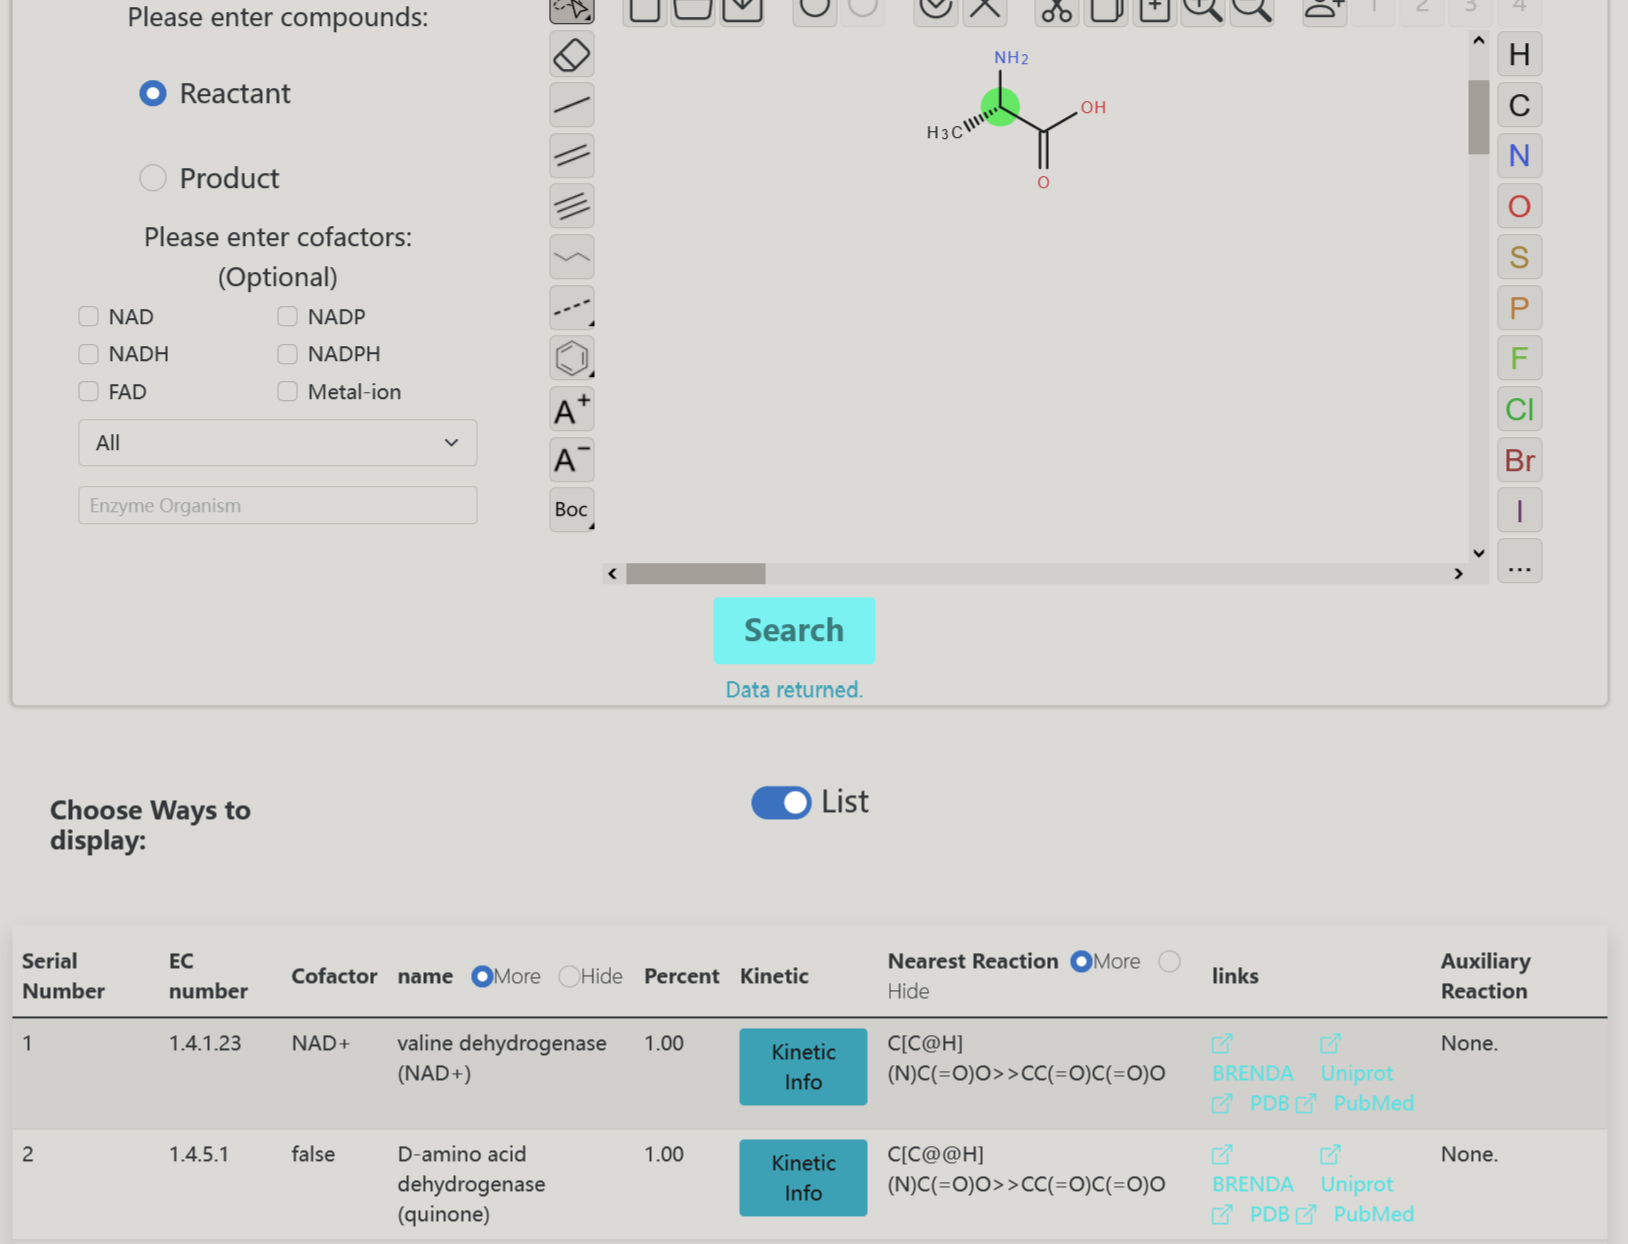 Please enter compounds:
Reactant
Product
Please enter cofactors:
(Optional)
NAD NADP
NADH NADPH
FAD Metal-ion
All
Enzyme Organism
A+
A−
Boc
1 2 3 4
NH2
H3C
OH
O
H
C
N
O
S
P
F
Cl
Br
I
...
Search
Data returned.
Choose Ways to
display:
List
Serial
Number
EC
number
Cofactor
name More Hide
Percent
Kinetic
Nearest Reaction More
Hide
links
Auxiliary
Reaction
1
1.4.1.23
NAD+
valine dehydrogenase
(NAD+)
1.00
Kinetic
Info
C[C@H]
(N)C(=O)O>>CC(=O)C(=O)O
BRENDA Uniprot
PDB PubMed
None.
2
1.4.5.1
false
D-amino acid
dehydrogenase
(quinone)
1.00
Kinetic
Info
C[C@@H]
(N)C(=O)O>>CC(=O)C(=O)O
BRENDA Uniprot
PDB PubMed
None.